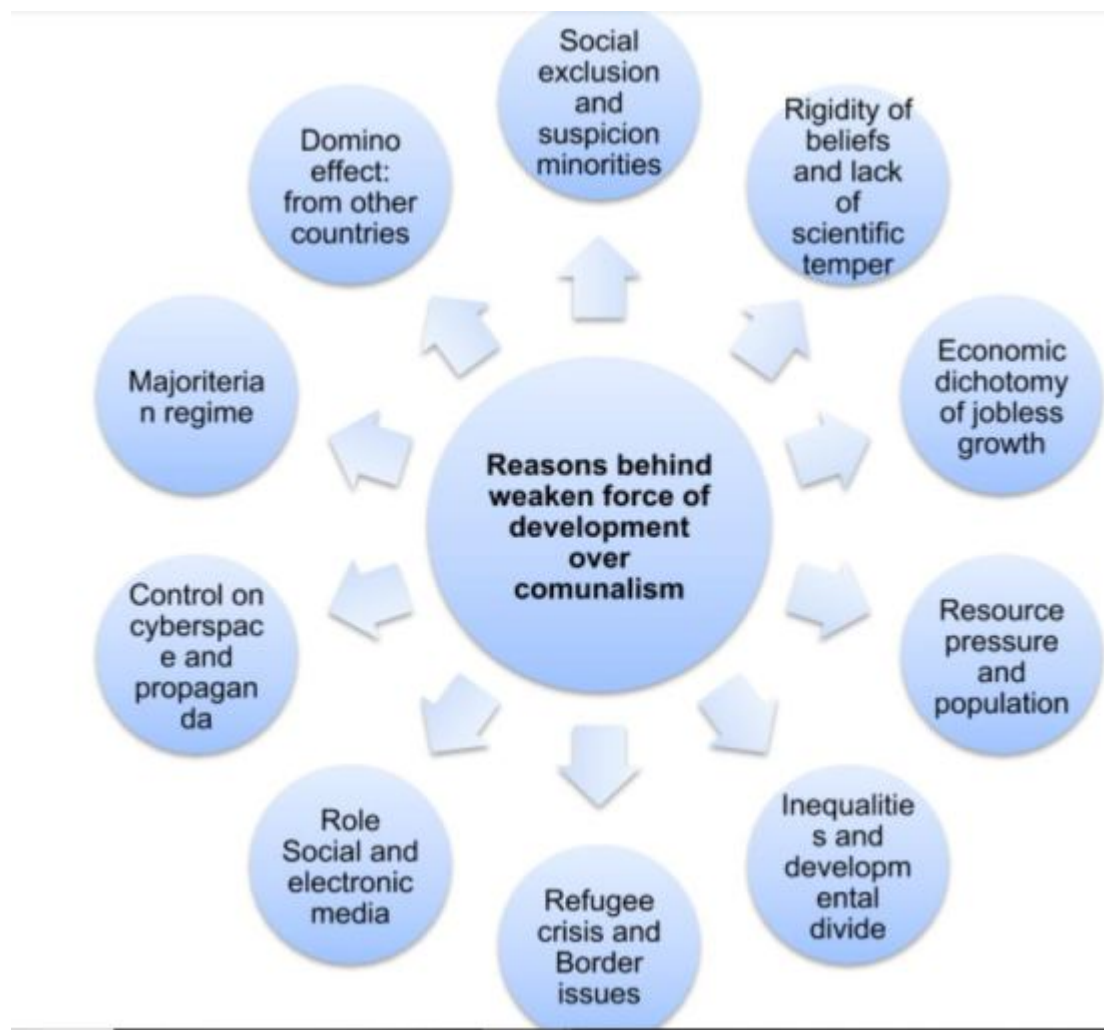 Social
exclusion
and
suspicion
minorities
Rigidity of
beliefs
and lack
of
scientific
temper
Economic
dichotomy
of jobless
growth
Resource
pressure
and
population
Inequalitie
s and
developm
ental
divide
Refugee
crisis and
Border
issues
Role
Social and
electronic
media
Control on
cyberspac
e and
propagan
da
Majoriteria
n regime
Domino
effect:
from other
countries
Reasons behind
weaken force of
development
over
comunalism